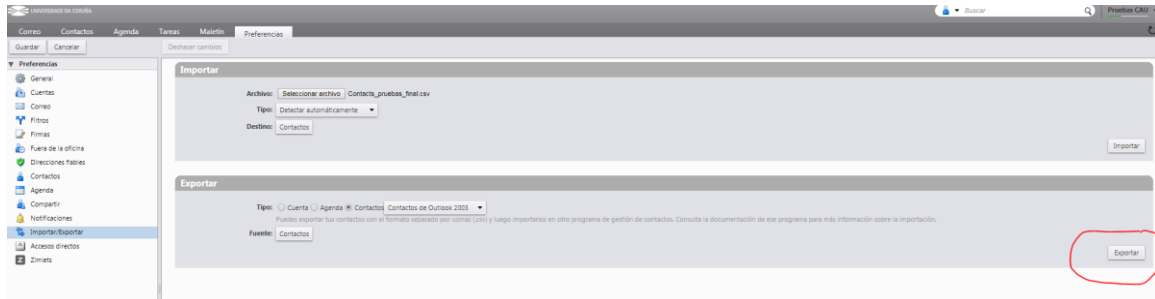 UNIVERSIDADE DA CORUÑA
Buscar
Pruebas CAU
Correo Contactos Agenda Tareas Maletín Preferencias
Guardar Cancelar Deshacer cambios
Preferencias
General
Cuentas
Correo
Filtros
Firmas
Fuera de la oficina
Direcciones fiables
Contactos
Agenda
Compartir
Notificaciones
Importar/Exportar
Accesos directos
Zimlets
Importar
Archivo: Seleccionar archivo Contacts_pruebas_final.csv
Tipo: Detectar automáticamente
Destino: Contactos
Importar
Exportar
Tipo: Cuenta Agenda Contactos Contactos de Outlook 2003
Puedes exportar tus contactos con el formato separado por comas (.csv) y luego importarlos en otro programa de gestión de contactos. Consulta la documentación de ese programa para más información sobre la importación.
Fuente: Contactos
Exportar